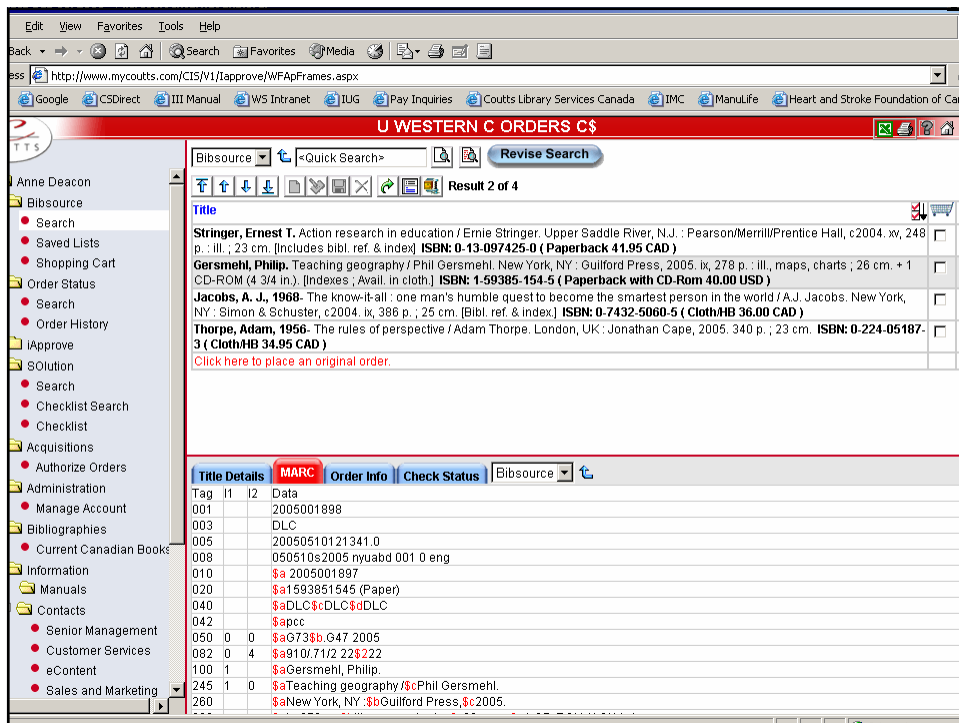 Edit View Favorites Tools Help
Back Search Favorites Media
ess http://www.mycoutts.com/CIS/V1/Iapprove/WFApFrames.aspx
Google CSDirect III Manual WS Intranet IUG Pay Inquiries Coutts Library Services Canada IMC ManuLife Heart and Stroke Foundation of Ca
U WESTERN C ORDERS C$
TTS
Bibsource <Quick Search> Revise Search
Result 2 of 4
Anne Deacon
Bibsource
Search
Saved Lists
Shopping Cart
Order Status
Search
Order History
iApprove
SOlution
Search
Checklist Search
Checklist
Acquisitions
Authorize Orders
Administration
Manage Account
Bibliographies
Current Canadian Books
Information
Manuals
Contacts
Senior Management
Customer Services
eContent
Sales and Marketing
Title
Stringer, Ernest T. Action research in education / Ernie Stringer. Upper Saddle River, N.J. : Pearson/Merrill/Prentice Hall, c2004. xv, 248
p. : ill. ; 23 cm. [Includes bibl. ref. & index] ISBN: 0-13-097425-0 ( Paperback 41.95 CAD )
Gersmehl, Philip. Teaching geography / Phil Gersmehl. New York, NY : Guilford Press, 2005. ix, 278 p. : ill., maps, charts ; 26 cm. + 1
CD-ROM (4 3/4 in.). [Indexes ; Avail. in cloth.] ISBN: 1-59385-154-5 ( Paperback with CD-Rom 40.00 USD )
Jacobs, A. J., 1968- The know-it-all : one man's humble quest to become the smartest person in the world / A.J. Jacobs. New York,
NY : Simon & Schuster, c2004. ix, 386 p. ; 25 cm. [Bibl. ref. & index.] ISBN: 0-7432-5060-5 ( Cloth/HB 36.00 CAD )
Thorpe, Adam, 1956- The rules of perspective / Adam Thorpe. London, UK : Jonathan Cape, 2005. 340 p. ; 23 cm. ISBN: 0-224-05187-
3 ( Cloth/HB 34.95 CAD )
Click here to place an original order.
Title Details MARC Order Info Check Status Bibsource
Tag I1 I2 Data
001 2005001898
003 DLC
005 20050510121341.0
008 050510s2005 nyuabd 001 0 eng
010 $a 2005001897
020 $a1593851545 (Paper)
040 $aDLC$cDLC$dDLC
042 $apcc
050 0 0 $aG73$b.G47 2005
082 0 4 $a910/.71/2 22$222
100 1 $aGersmehl, Philip.
245 1 0 $aTeaching geography /$cPhil Gersmehl.
260 $aNew York, NY :$bGuilford Press,$c2005.